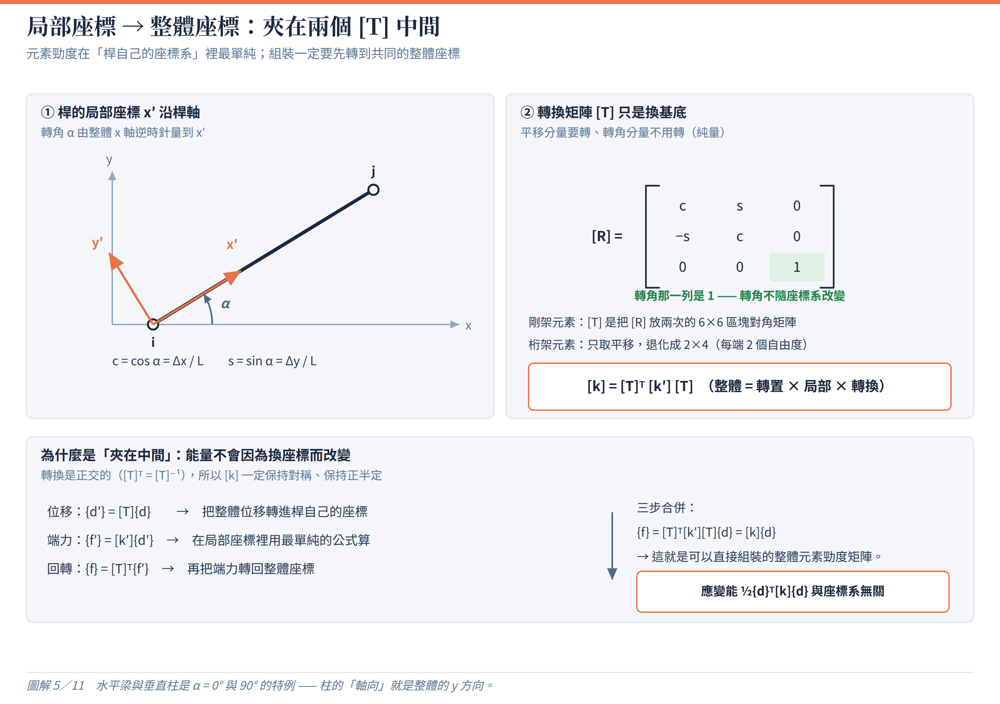 局部座標 → 整體座標：夾在兩個 [T] 中間
元素勁度在「桿自己的座標系」裡最單純；組裝一定要先轉到共同的整體座標
① 桿的局部座標 x′ 沿桿軸
轉角 α 由整體 x 軸逆時針量到 x′
y
j
y′
x′
α
x
i
c = cos α = Δx / L  s = sin α = Δy / L
② 轉換矩陣 [T] 只是換基底
平移分量要轉、轉角分量不用轉（純量）
c s 0
[R] = −s c 0
0 0 1
轉角那一列是 1 —— 轉角不隨座標系改變
剛架元素：[T] 是把 [R] 放兩次的 6×6 區塊對角矩陣
桁架元素：只取平移，退化成 2×4（每端 2 個自由度）
[k] = [T]ᵀ [k′] [T] （整體 = 轉置 × 局部 × 轉換）
為什麼是「夾在中間」：能量不會因為換座標而改變
轉換是正交的（[T]ᵀ = [T]⁻¹），所以 [k] 一定保持對稱、保持正半定
位移：{d′} = [T]{d} → 把整體位移轉進桿自己的座標
端力：{f′} = [k′]{d′} → 在局部座標裡用最單純的公式算
回轉：{f} = [T]ᵀ{f′} → 再把端力轉回整體座標
三步合併：
{f} = [T]ᵀ[k′][T]{d} = [k]{d}
→ 這就是可以直接組裝的整體元素勁度矩陣。
應變能 ½{d}ᵀ[k]{d} 與座標系無關
圖解 5／11 水平梁與垂直柱是 α = 0° 與 90° 的特例 —— 柱的「軸向」就是整體的 y 方向。